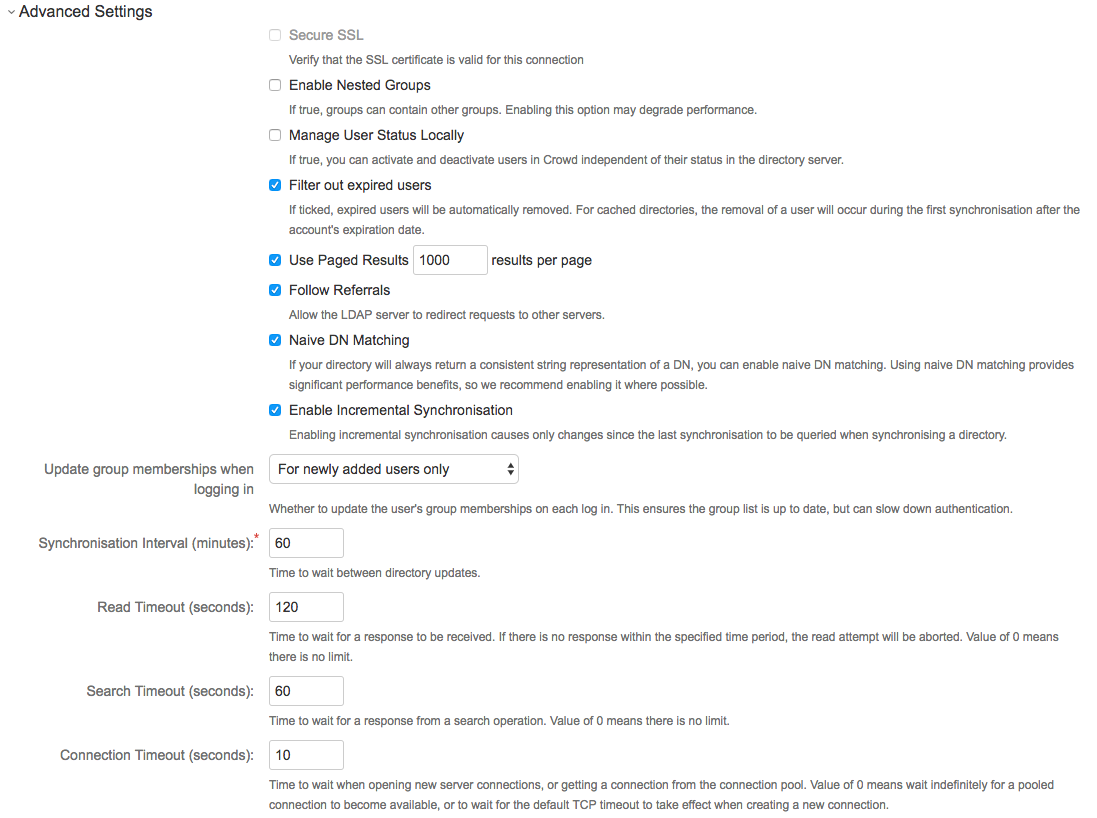 Advanced Settings
Secure SSL
Verify that the SSL certificate is valid for this connection
Enable Nested Groups
If true, groups can contain other groups. Enabling this option may degrade performance.
Manage User Status Locally
If true, you can activate and deactivate users in Crowd independent of their status in the directory server.
Filter out expired users
If ticked, expired users will be automatically removed. For cached directories, the removal of a user will occur during the first synchronisation after the
account's expiration date.
Use Paged Results 1000 results per page
Follow Referrals
Allow the LDAP server to redirect requests to other servers.
Naive DN Matching
If your directory will always return a consistent string representation of a DN, you can enable naive DN matching. Using naive DN matching provides
significant performance benefits, so we recommend enabling it where possible.
Enable Incremental Synchronisation
Enabling incremental synchronisation causes only changes since the last synchronisation to be queried when synchronising a directory.
Update group memberships when
logging in
For newly added users only
Whether to update the user's group memberships on each log in. This ensures the group list is up to date, but can slow down authentication.
Synchronisation Interval (minutes):* 60
Time to wait between directory updates.
Read Timeout (seconds): 120
Time to wait for a response to be received. If there is no response within the specified time period, the read attempt will be aborted. Value of 0 means
there is no limit.
Search Timeout (seconds): 60
Time to wait for a response from a search operation. Value of 0 means there is no limit.
Connection Timeout (seconds): 10
Time to wait when opening new server connections, or getting a connection from the connection pool. Value of 0 means wait indefinitely for a pooled
connection to become available, or to wait for the default TCP timeout to take effect when creating a new connection.